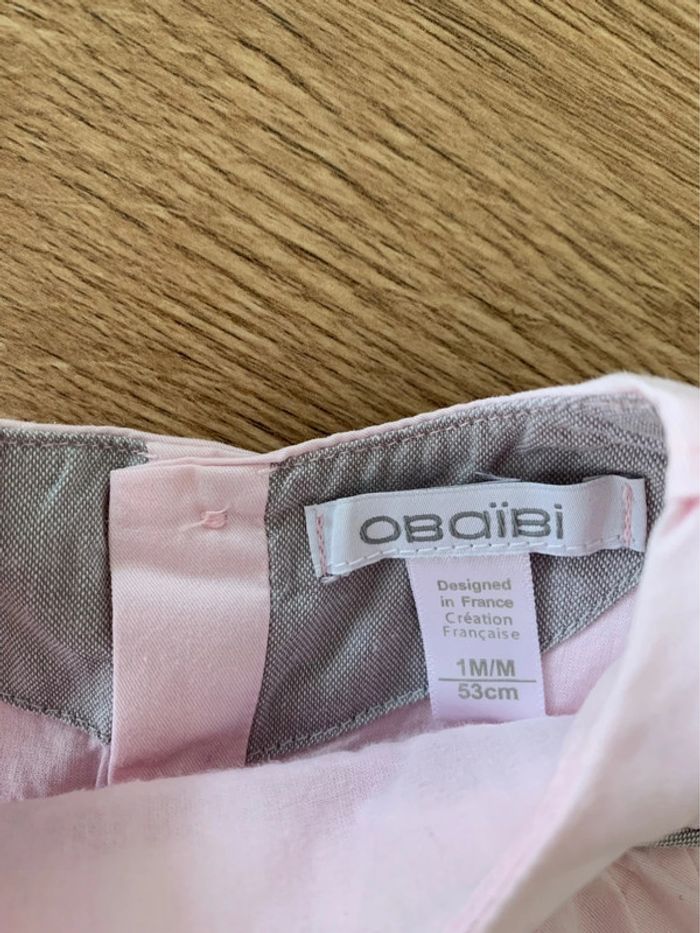 OBaïBi
Designed
in France
Création
Française
1M/M
53cm